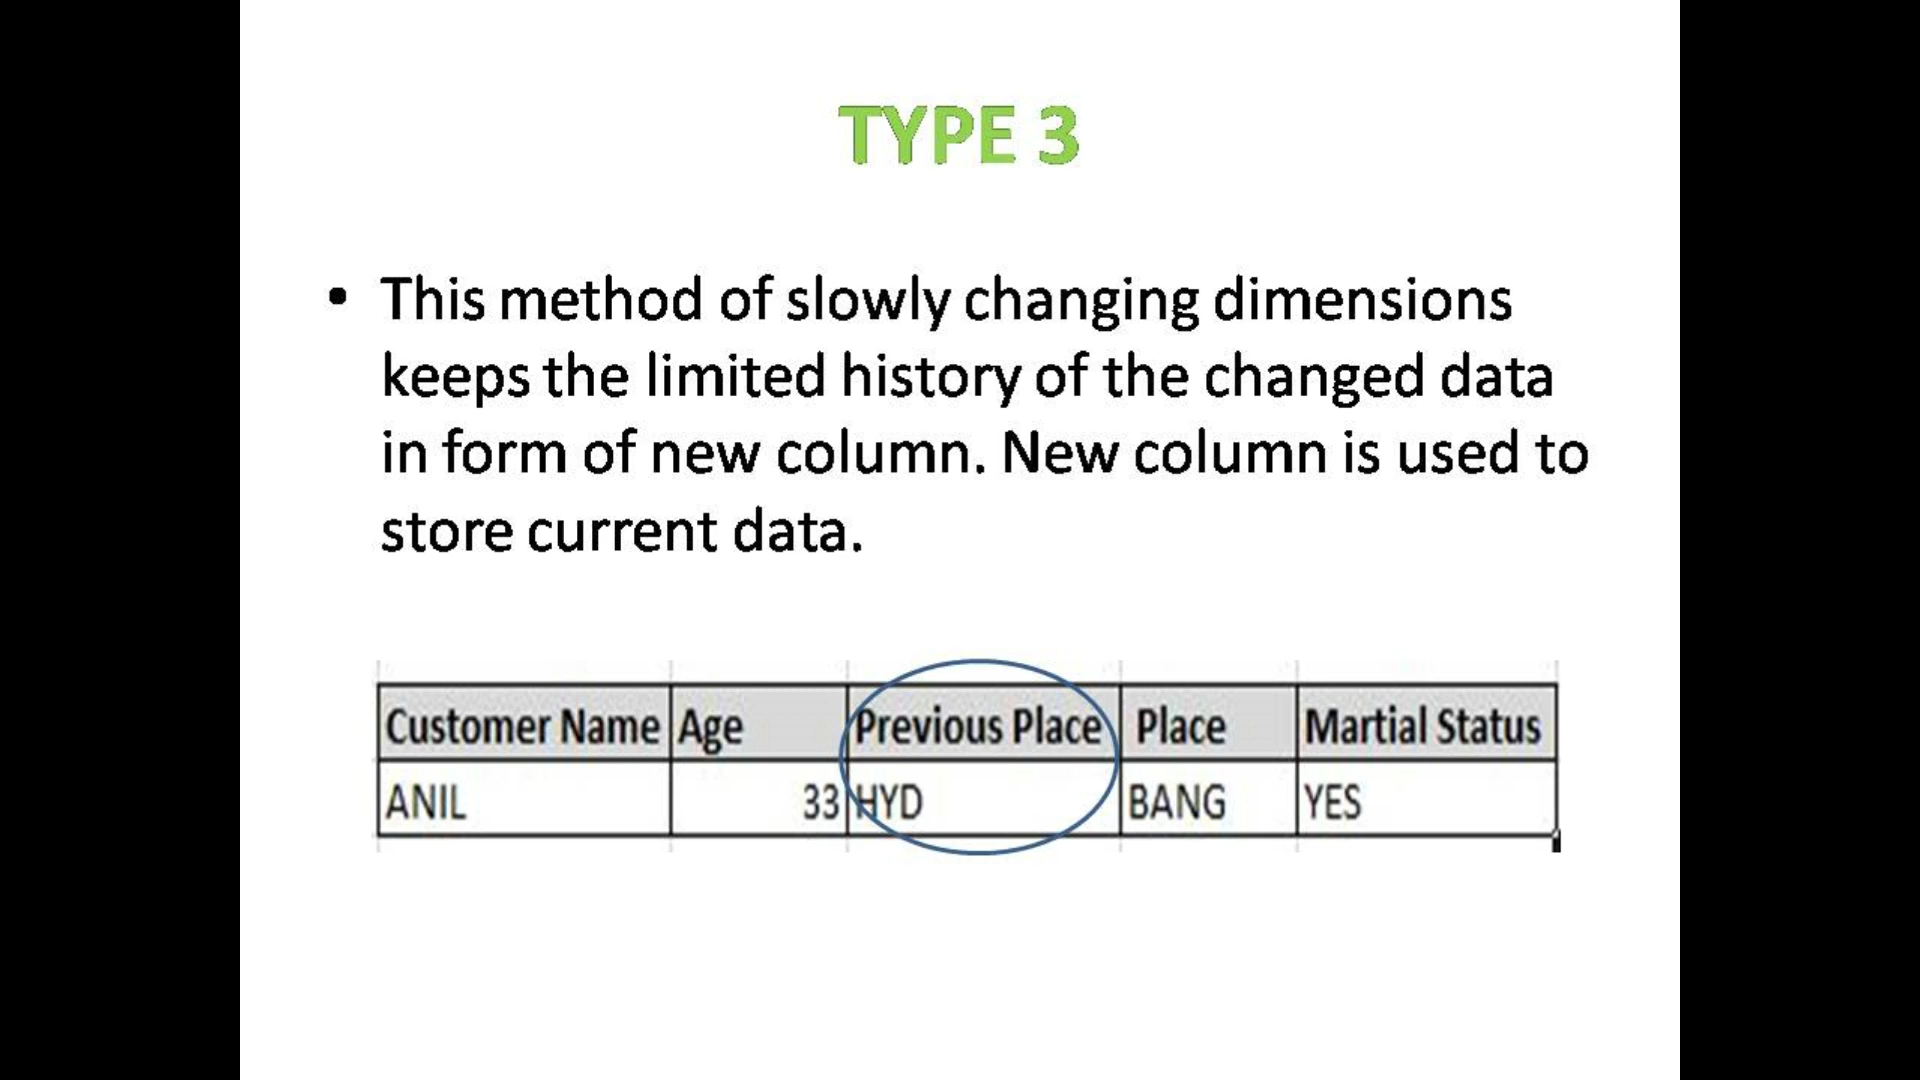 TYPE 3
• This method of slowly changing dimensions
keeps the limited history of the changed data
in form of new column. New column is used to
store current data.
Customer Name Age Previous Place Place Martial Status
ANIL 33 HYD BANG YES